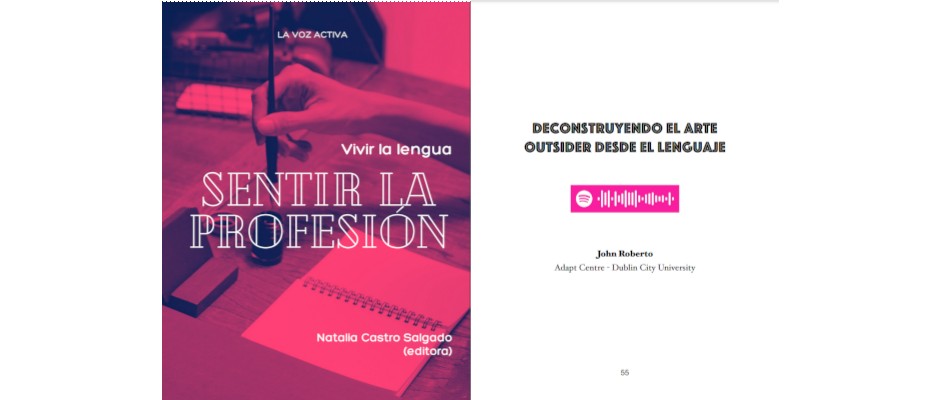 LA VOZ ACTIVA
Vivir la lengua
SENTIR LA
PROFESIÓN
Natalia Castro Salgado
(editora)
DECONSTRUYENDO EL ARTE
OUTSIDER DESDE EL LENGUAJE
John Roberto
Adapt Centre - Dublin City University
55